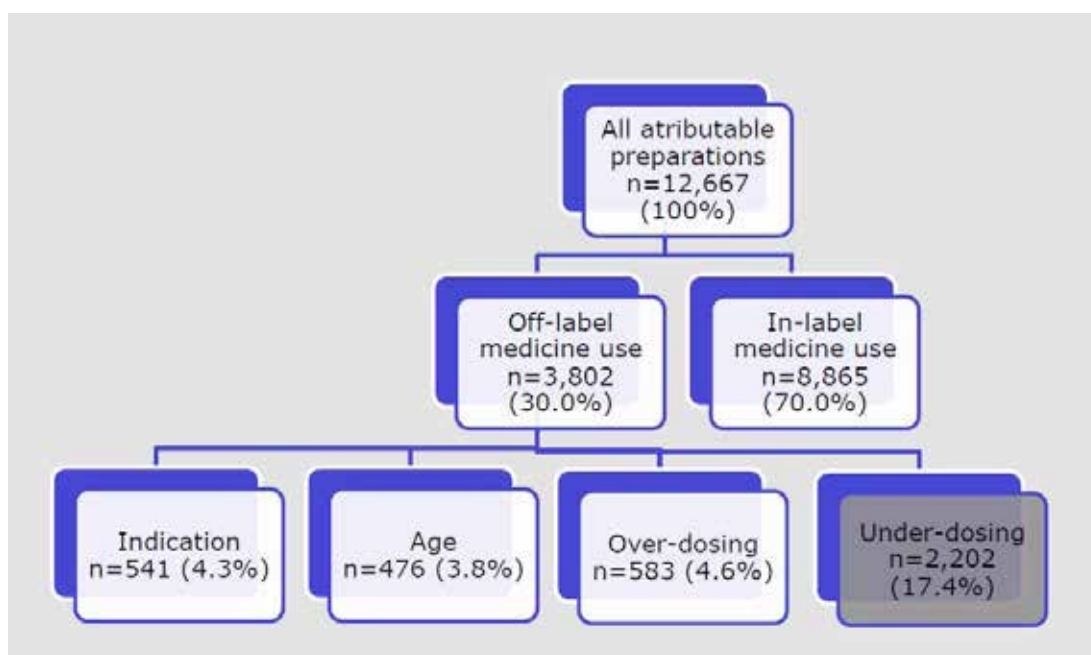 All atributable
preparations
n=12,667
(100%)
Off-label
medicine use
n=3,802
(30.0%)
In-label
medicine use
n=8,865
(70.0%)
Indication
n=541 (4.3%)
Age
n=476 (3.8%)
Over-dosing
n=583 (4.6%)
Under-dosing
n=2,202
(17.4%)